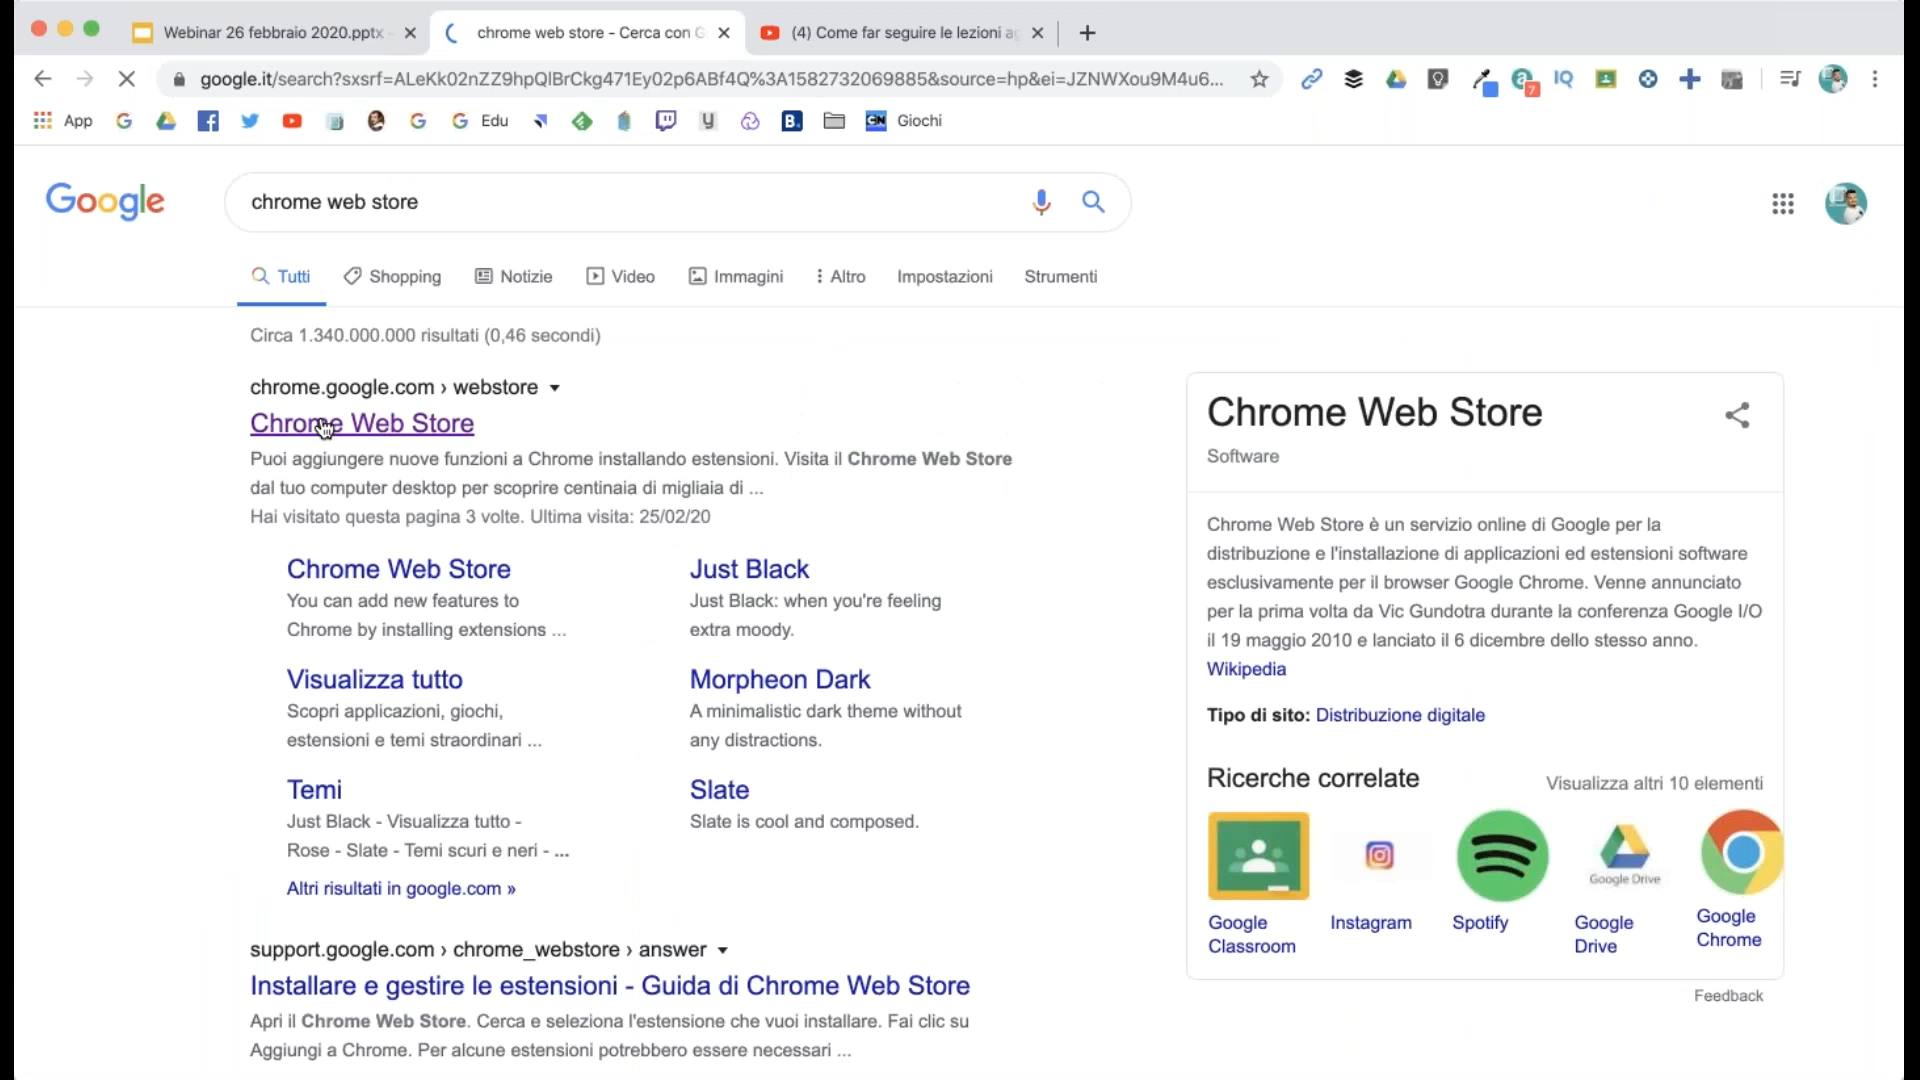 Webinar 26 febbraio 2020.pptx -
chrome web store - Cerca con G
(4) Come far seguire le lezioni a
google.it/search?sxsrf=ALeKk02nZZ9hpQlBrCkg471Ey02p6ABf4Q%3A1582732069885&source=hp&ei=JZNWXou9M4u6...
7
IQ
App
Edu
Giochi
Google
chrome web store
Tutti
Shopping
Notizie
Video
Immagini
Altro
Impostazioni
Strumenti
Circa 1.340.000.000 risultati (0,46 secondi)
chrome.google.com › webstore
Chrome Web Store
Puoi aggiungere nuove funzioni a Chrome installando estensioni. Visita il Chrome Web Store
dal tuo computer desktop per scoprire centinaia di migliaia di ...
Hai visitato questa pagina 3 volte. Ultima visita: 25/02/20
Chrome Web Store
You can add new features to
Chrome by installing extensions ...
Just Black
Just Black: when you're feeling
extra moody.
Visualizza tutto
Scopri applicazioni, giochi,
estensioni e temi straordinari ...
Morpheon Dark
A minimalistic dark theme without
any distractions.
Temi
Just Black - Visualizza tutto -
Rose - Slate - Temi scuri e neri - ...
Slate
Slate is cool and composed.
Altri risultati in google.com »
support.google.com › chrome_webstore › answer
Installare e gestire le estensioni - Guida di Chrome Web Store
Apri il Chrome Web Store. Cerca e seleziona l'estensione che vuoi installare. Fai clic su
Aggiungi a Chrome. Per alcune estensioni potrebbero essere necessari ...
Chrome Web Store
Software
Chrome Web Store è un servizio online di Google per la
distribuzione e l'installazione di applicazioni ed estensioni software
esclusivamente per il browser Google Chrome. Venne annunciato
per la prima volta da Vic Gundotra durante la conferenza Google I/O
il 19 maggio 2010 e lanciato il 6 dicembre dello stesso anno.
Wikipedia
Tipo di sito: Distribuzione digitale
Ricerche correlate
Visualizza altri 10 elementi
Google Drive
Google
Classroom
Instagram
Spotify
Google
Drive
Google
Chrome
Feedback